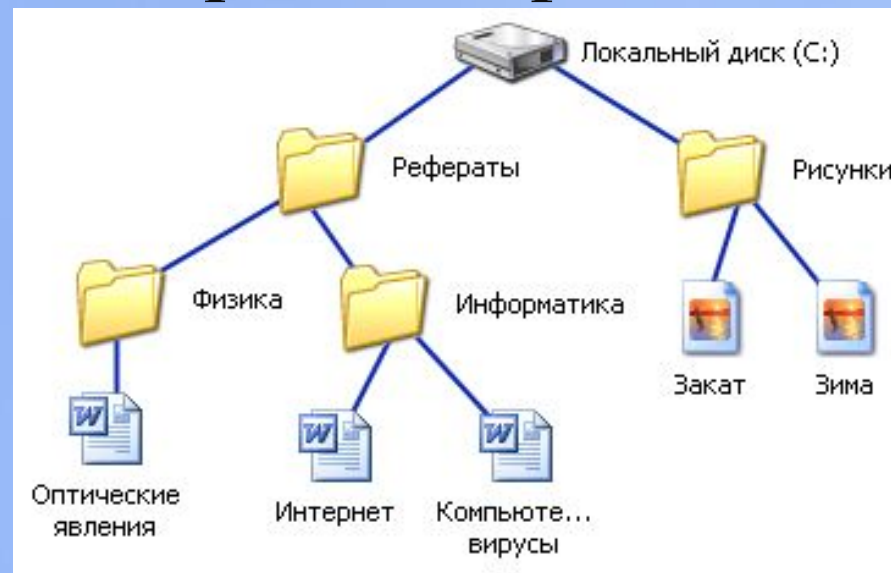 Локальный диск (C:)
Рефераты
Рисунки
Физика
Информатика
Закат
Зима
Оптические
явления
Интернет
Компьюте...
вирусы